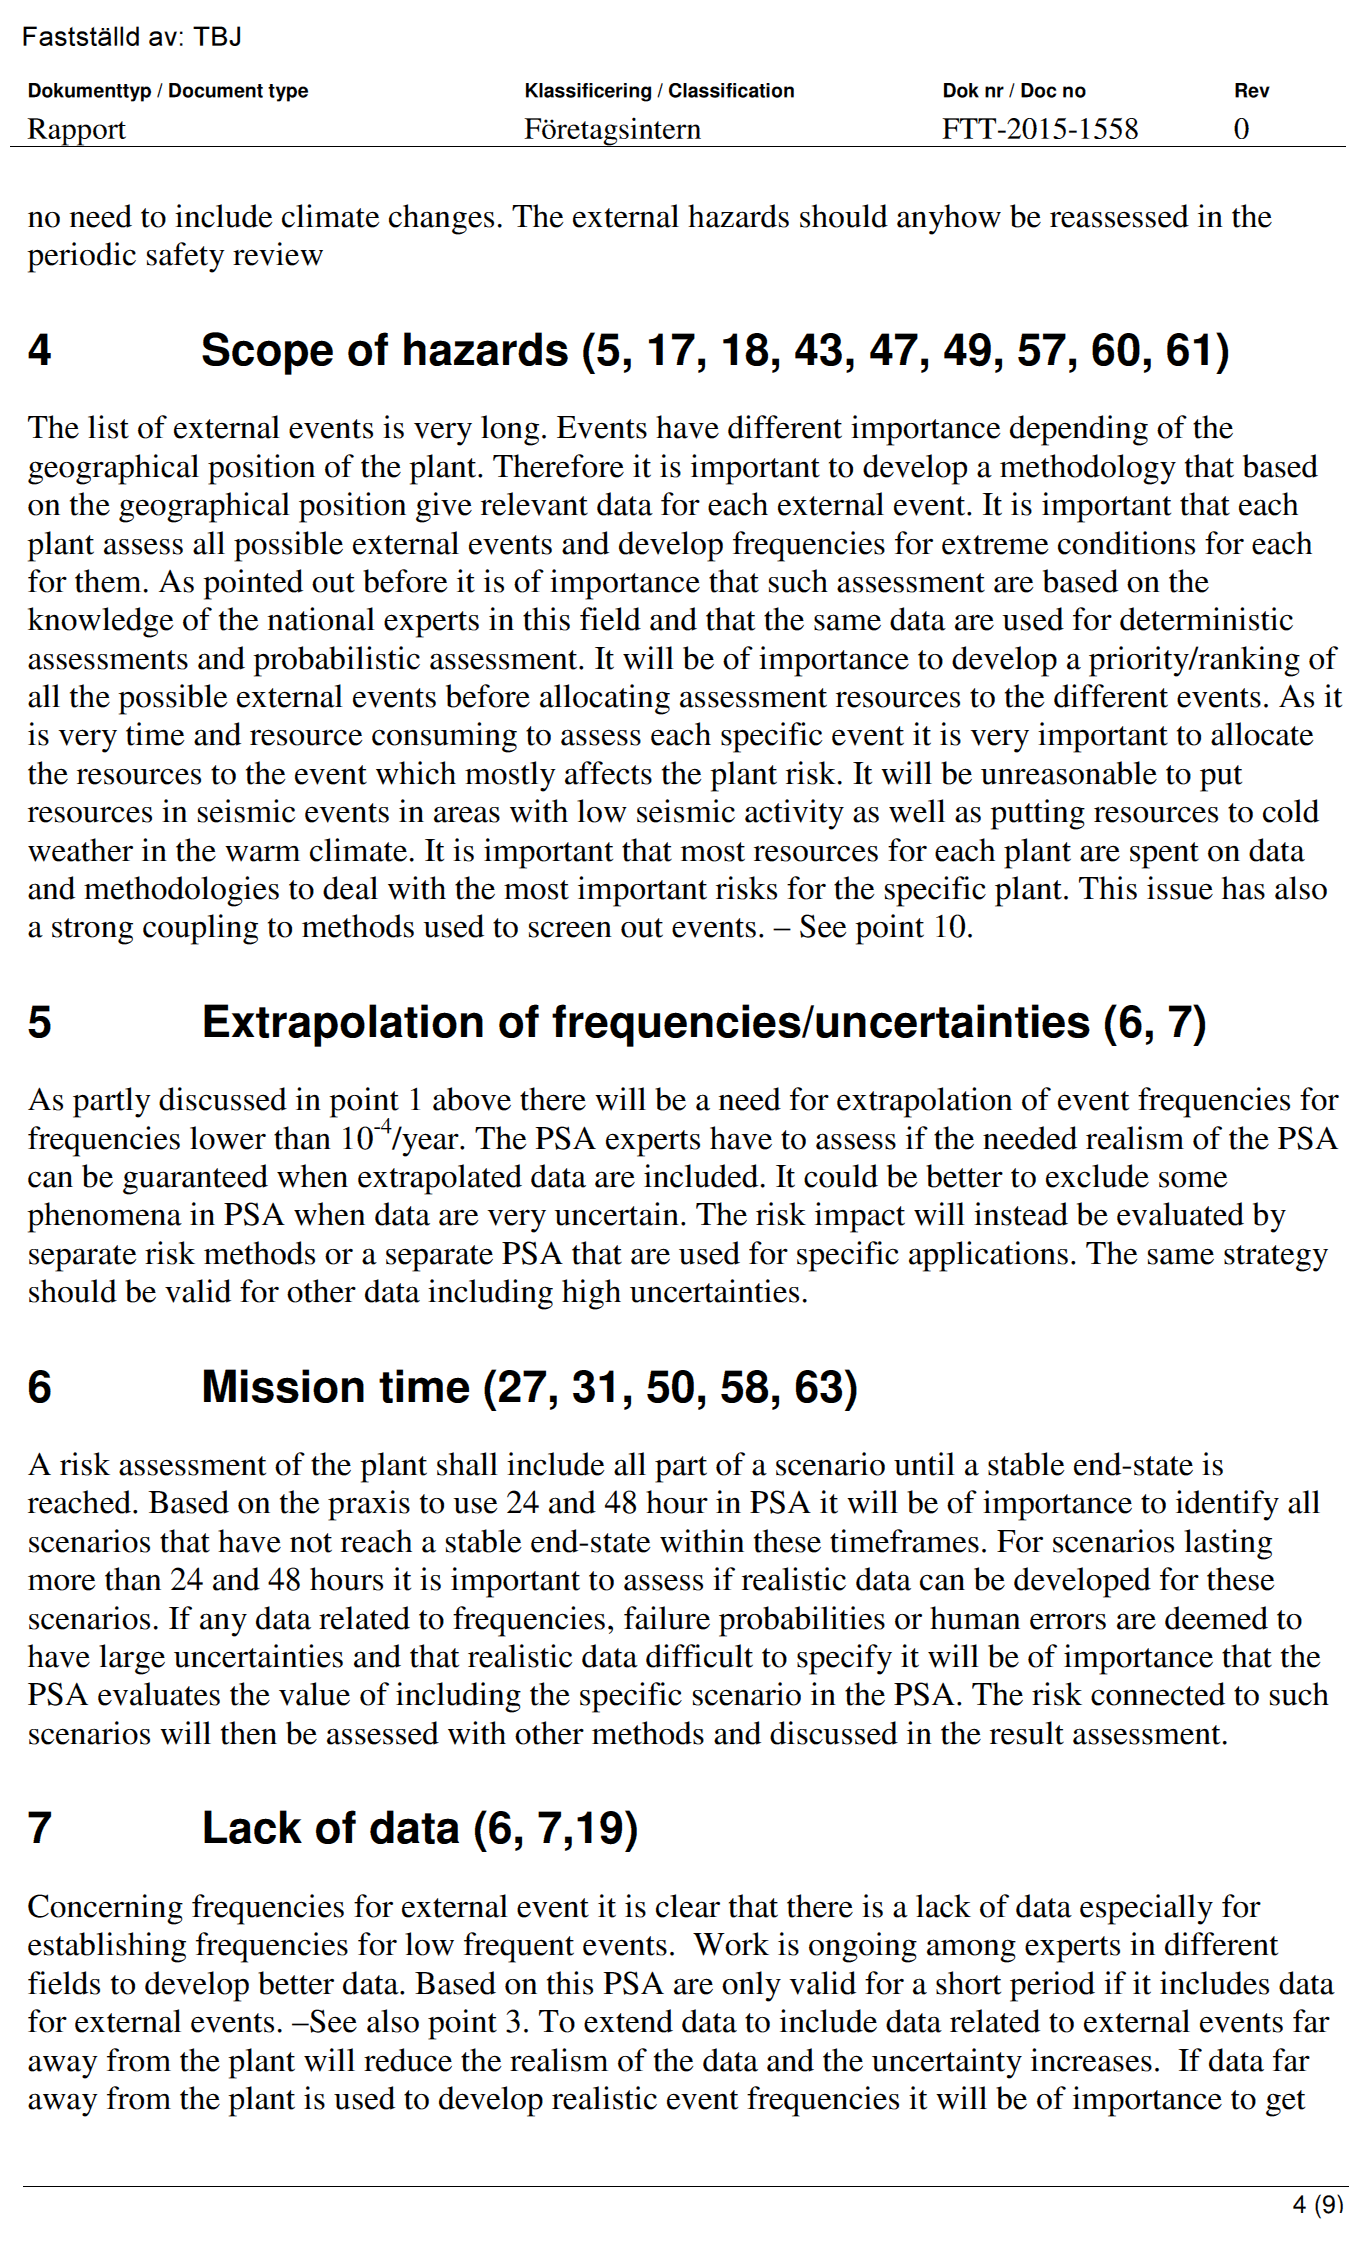 Fastställd av: TBJ
Dokumenttyp / Document type Klassificering / Classification Dok nr / Doc no Rev
Rapport Företagsintern FTT-2015-1558 0
no need to include climate changes. The external hazards should anyhow be reassessed in the
periodic safety review
4 Scope of hazards (5, 17, 18, 43, 47, 49, 57, 60, 61)
The list of external events is very long. Events have different importance depending of the
geographical position of the plant. Therefore it is important to develop a methodology that based
on the geographical position give relevant data for each external event. It is important that each
plant assess all possible external events and develop frequencies for extreme conditions for each
for them. As pointed out before it is of importance that such assessment are based on the
knowledge of the national experts in this field and that the same data are used for deterministic
assessments and probabilistic assessment. It will be of importance to develop a priority/ranking of
all the possible external events before allocating assessment resources to the different events. As it
is very time and resource consuming to assess each specific event it is very important to allocate
the resources to the event which mostly affects the plant risk. It will be unreasonable to put
resources in seismic events in areas with low seismic activity as well as putting resources to cold
weather in the warm climate. It is important that most resources for each plant are spent on data
and methodologies to deal with the most important risks for the specific plant. This issue has also
a strong coupling to methods used to screen out events. – See point 10.
5 Extrapolation of frequencies/uncertainties (6, 7)
As partly discussed in point 1 above there will be a need for extrapolation of event frequencies for
frequencies lower than 10-4/year. The PSA experts have to assess if the needed realism of the PSA
can be guaranteed when extrapolated data are included. It could be better to exclude some
phenomena in PSA when data are very uncertain. The risk impact will instead be evaluated by
separate risk methods or a separate PSA that are used for specific applications. The same strategy
should be valid for other data including high uncertainties.
6 Mission time (27, 31, 50, 58, 63)
A risk assessment of the plant shall include all part of a scenario until a stable end-state is
reached. Based on the praxis to use 24 and 48 hour in PSA it will be of importance to identify all
scenarios that have not reach a stable end-state within these timeframes. For scenarios lasting
more than 24 and 48 hours it is important to assess if realistic data can be developed for these
scenarios. If any data related to frequencies, failure probabilities or human errors are deemed to
have large uncertainties and that realistic data difficult to specify it will be of importance that the
PSA evaluates the value of including the specific scenario in the PSA. The risk connected to such
scenarios will then be assessed with other methods and discussed in the result assessment.
7 Lack of data (6, 7,19)
Concerning frequencies for external event it is clear that there is a lack of data especially for
establishing frequencies for low frequent events.  Work is ongoing among experts in different
fields to develop better data. Based on this PSA are only valid for a short period if it includes data
for external events. –See also point 3. To extend data to include data related to external events far
away from the plant will reduce the realism of the data and the uncertainty increases.  If data far
away from the plant is used to develop realistic event frequencies it will be of importance to get
4 (9)